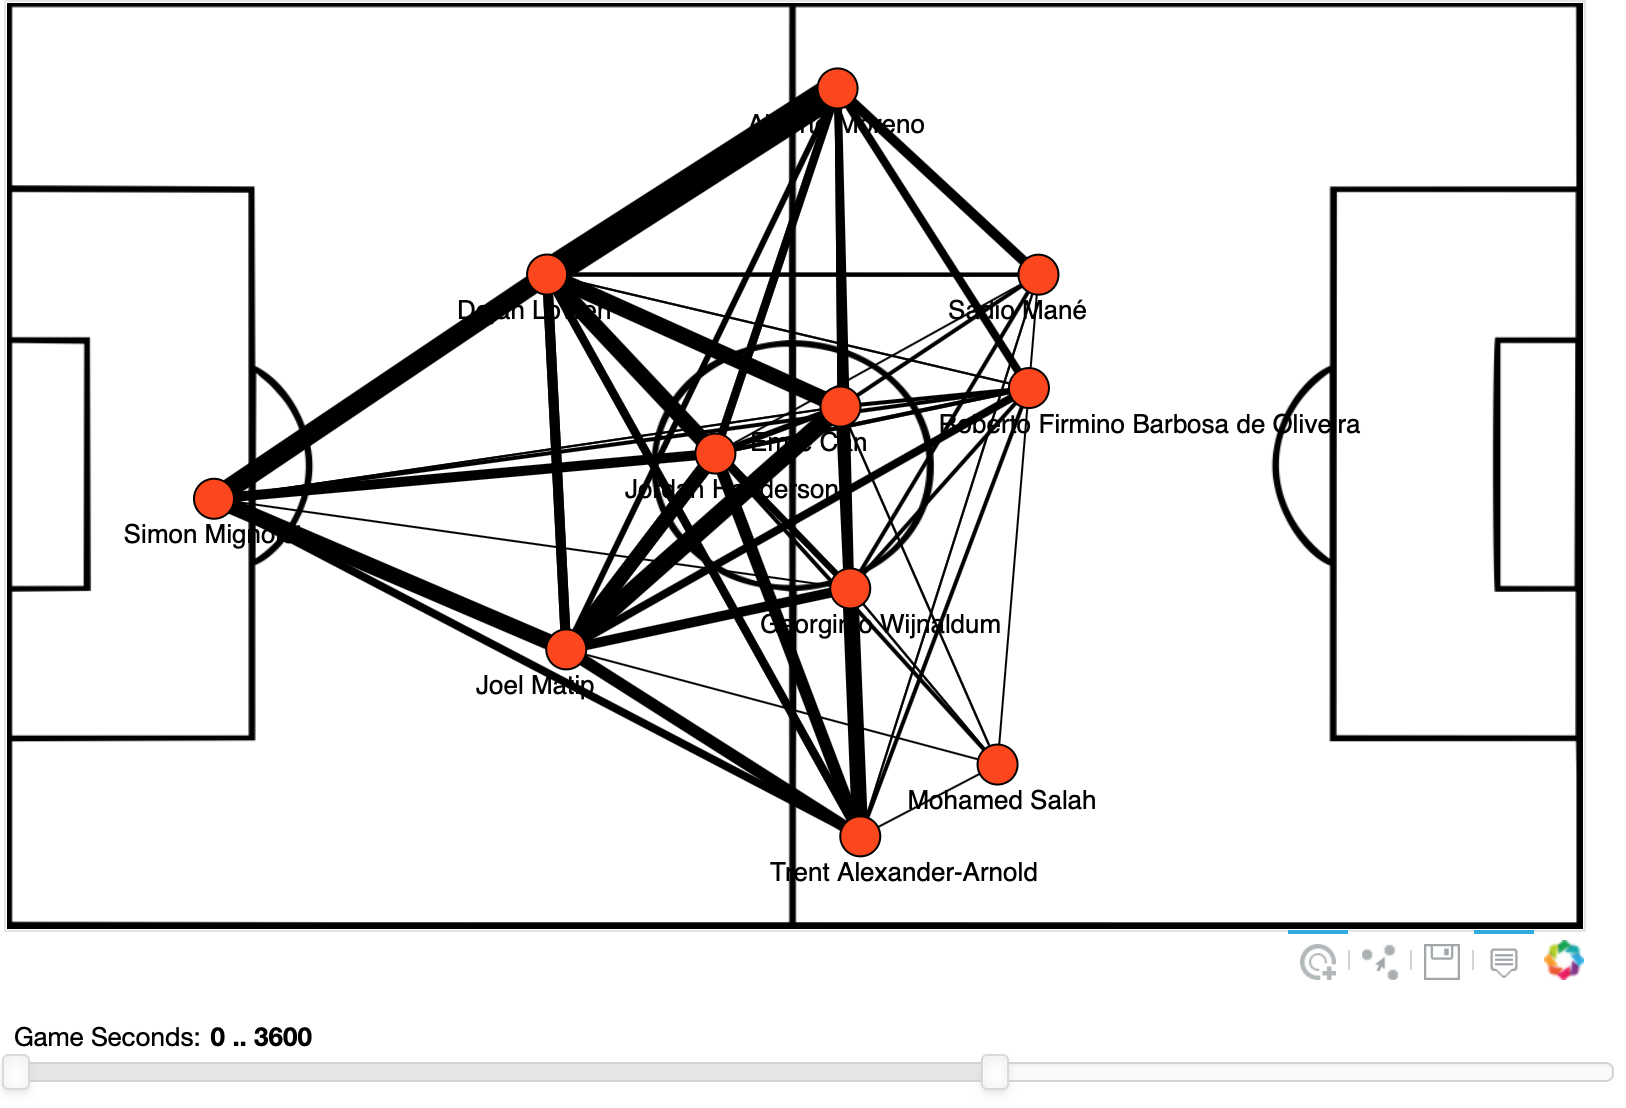 Alberto Moreno
Dejan Lovren
Sadio Mané
Roberto Firmino Barbosa de Oliveira
Emre Can
Jordan Henderson
Simon Mignolet
Georginio Wijnaldum
Joel Matip
Mohamed Salah
Trent Alexander-Arnold
Game Seconds: 0 .. 3600